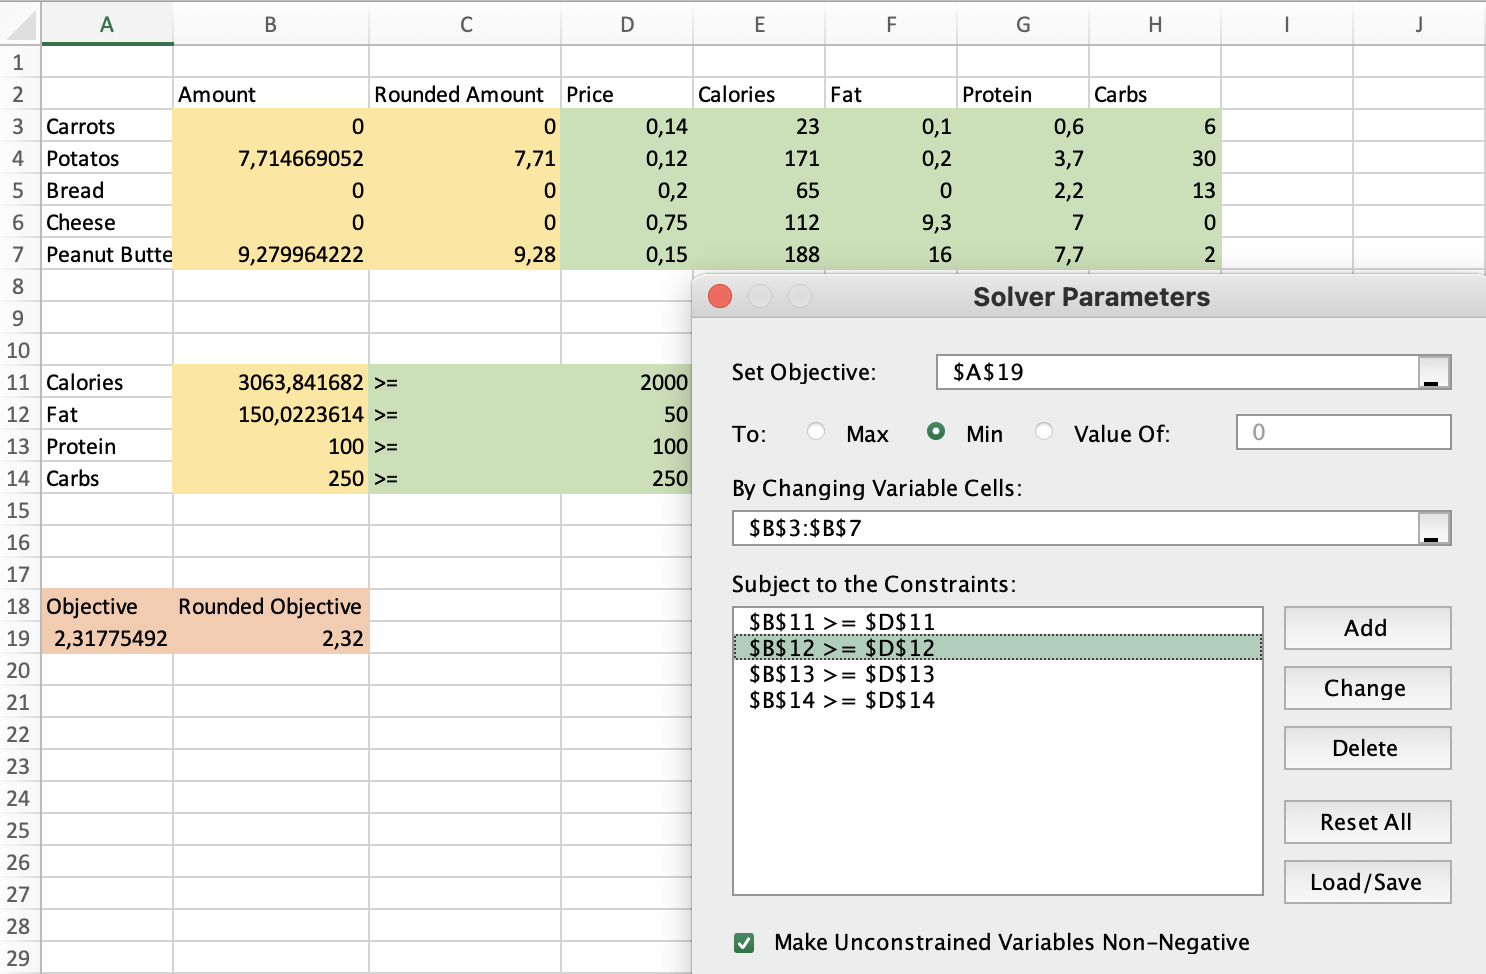 A B C D E F G H I J
1
2 Amount Rounded Amount Price Calories Fat Protein Carbs
3 Carrots 0 0 0,14 23 0,1 0,6 6
4 Potatos 7,714669052 7,71 0,12 171 0,2 3,7 30
5 Bread 0 0 0,2 65 0 2,2 13
6 Cheese 0 0 0,75 112 9,3 7 0
7 Peanut Butte 9,279964222 9,28 0,15 188 16 7,7 2
8
9
10
11 Calories 3063,841682 >= 2000
12 Fat 150,0223614 >= 50
13 Protein 100 >= 100
14 Carbs 250 >= 250
15
16
17
18 Objective Rounded Objective
19 2,31775492 2,32
20
21
22
23
24
25
26
27
28
29
Solver Parameters
Set Objective: $A$19
To: Max Min Value Of: 0
By Changing Variable Cells:
$B$3:$B$7
Subject to the Constraints:
$B$11 >= $D$11
$B$12 >= $D$12
$B$13 >= $D$13
$B$14 >= $D$14
Add
Change
Delete
Reset All
Load/Save
Make Unconstrained Variables Non-Negative